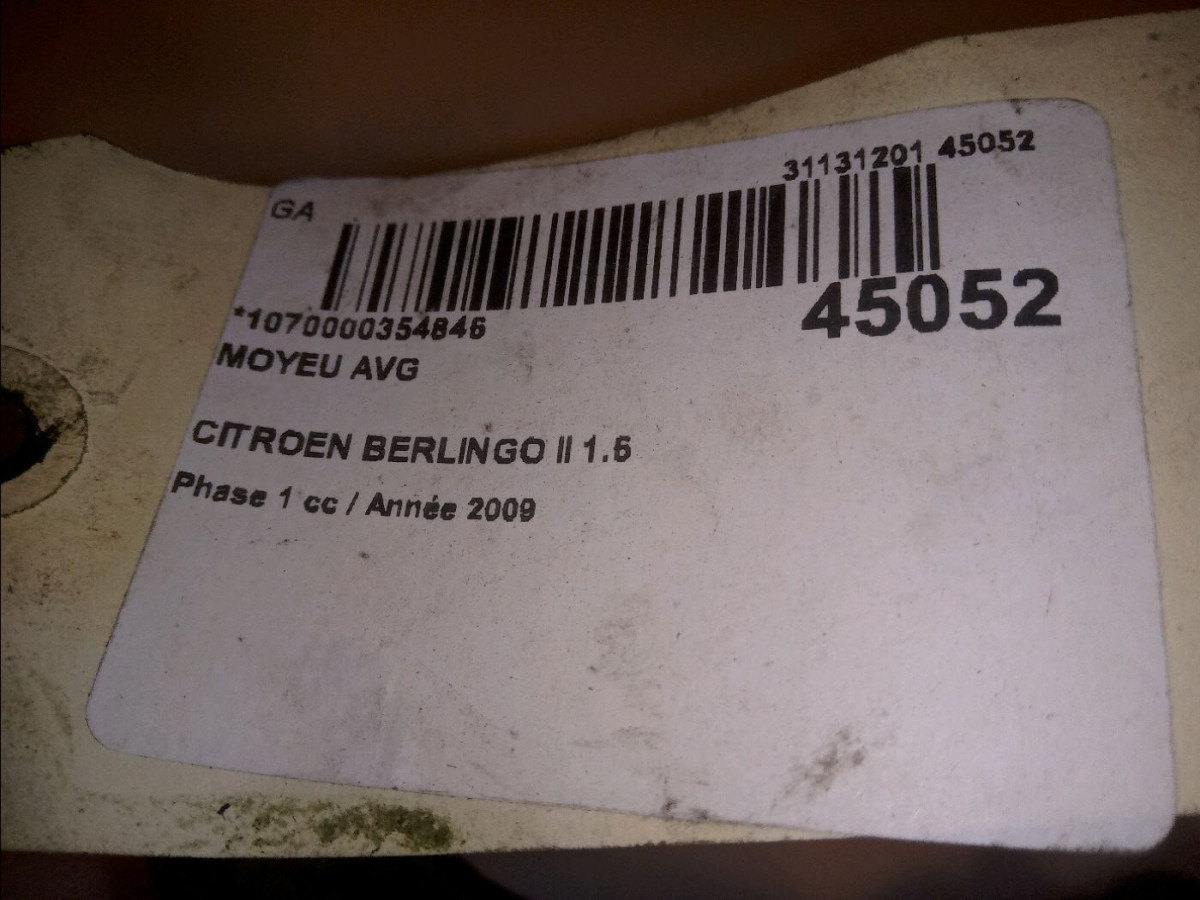 GA
31131201 45052
45052
*1070000354846
MOYEU AVG
CITROEN BERLINGO II 1.6
Phase 1 cc / Année 2009